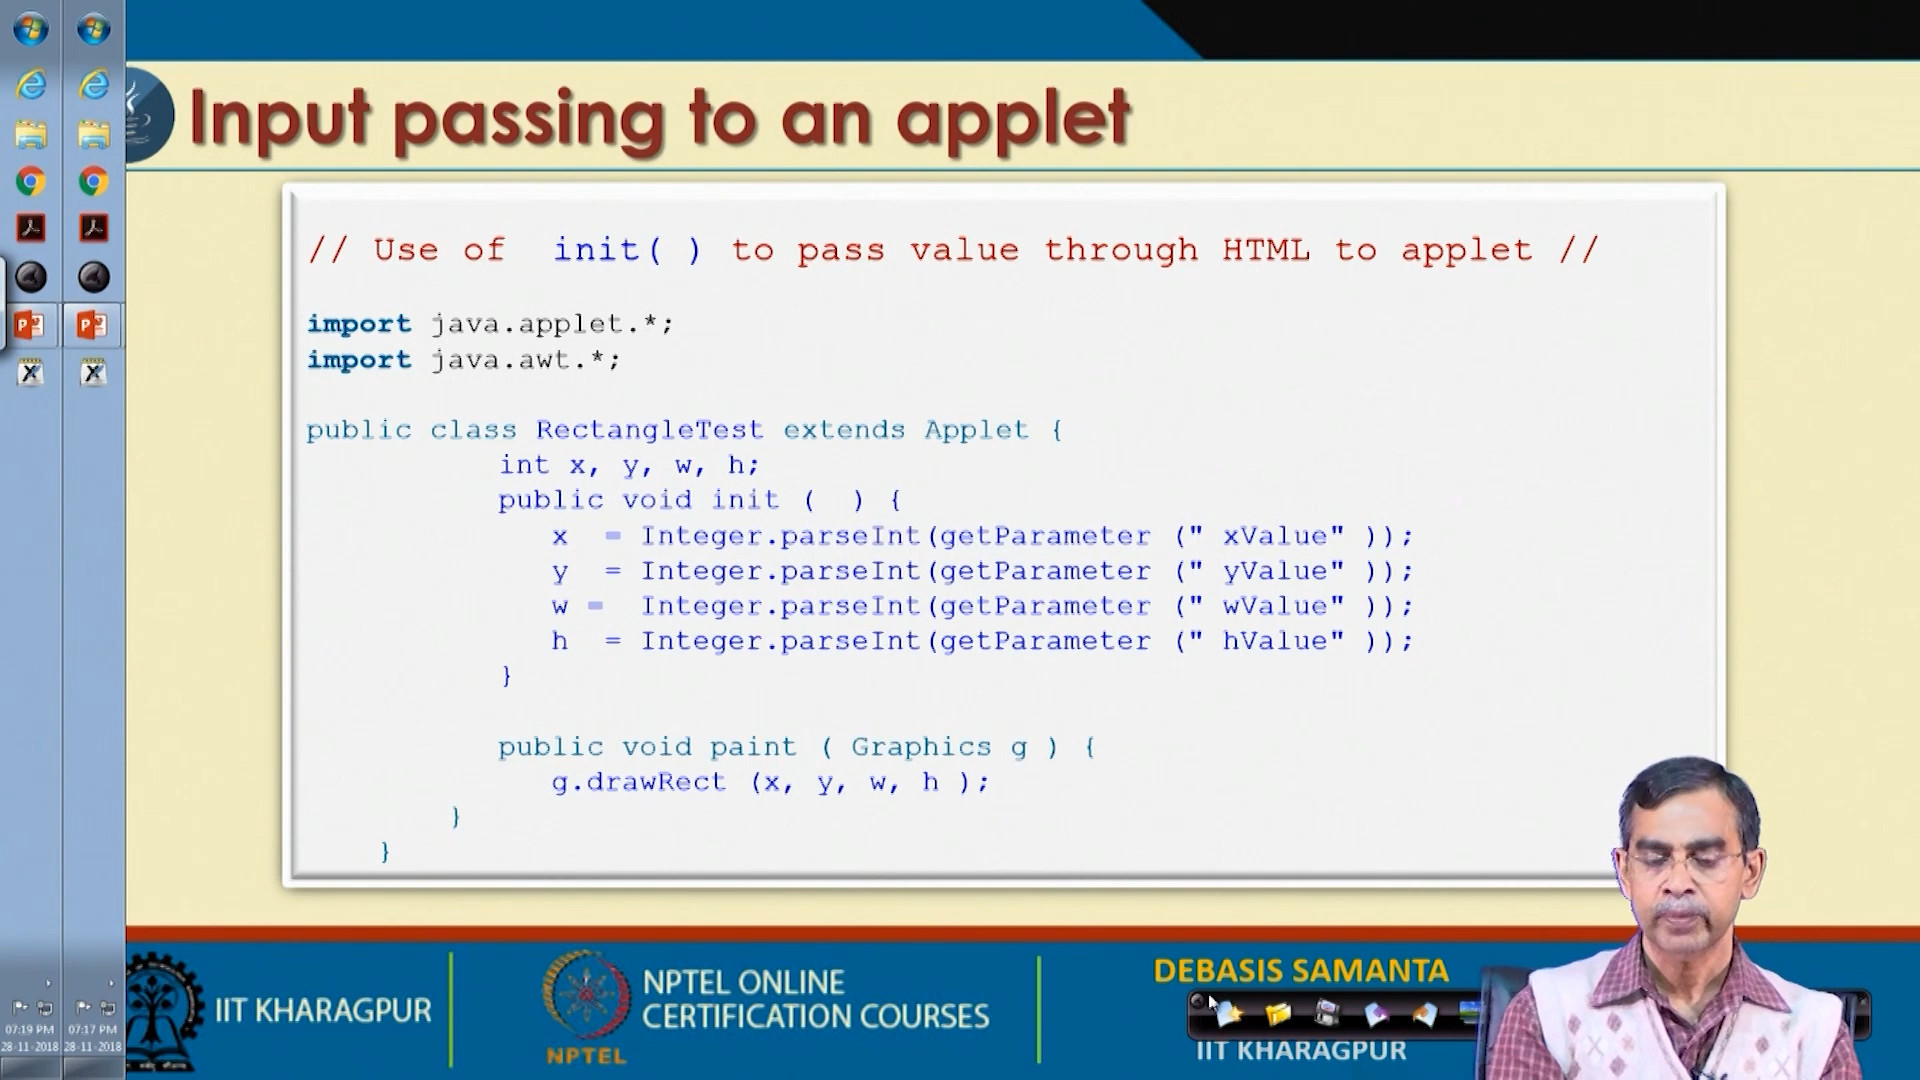 Input passing to an applet
// Use of init( ) to pass value through HTML to applet //
import java.applet.*;
import java.awt.*;
public class RectangleTest extends Applet {
int x, y, w, h;
public void init ( ) {
x = Integer.parseInt(getParameter (" xValue" ));
y = Integer.parseInt(getParameter (" yValue" ));
w = Integer.parseInt(getParameter (" wValue" ));
h = Integer.parseInt(getParameter (" hValue" ));
}
public void paint ( Graphics g ) {
g.drawRect (x, y, w, h );
}
}
IIT KHARAGPUR
NPTEL
NPTEL ONLINE
CERTIFICATION COURSES
DEBASIS SAMANTA
IIT KHARAGPUR
07:19 PM
28-11-2018
07:17 PM
28-11-2018